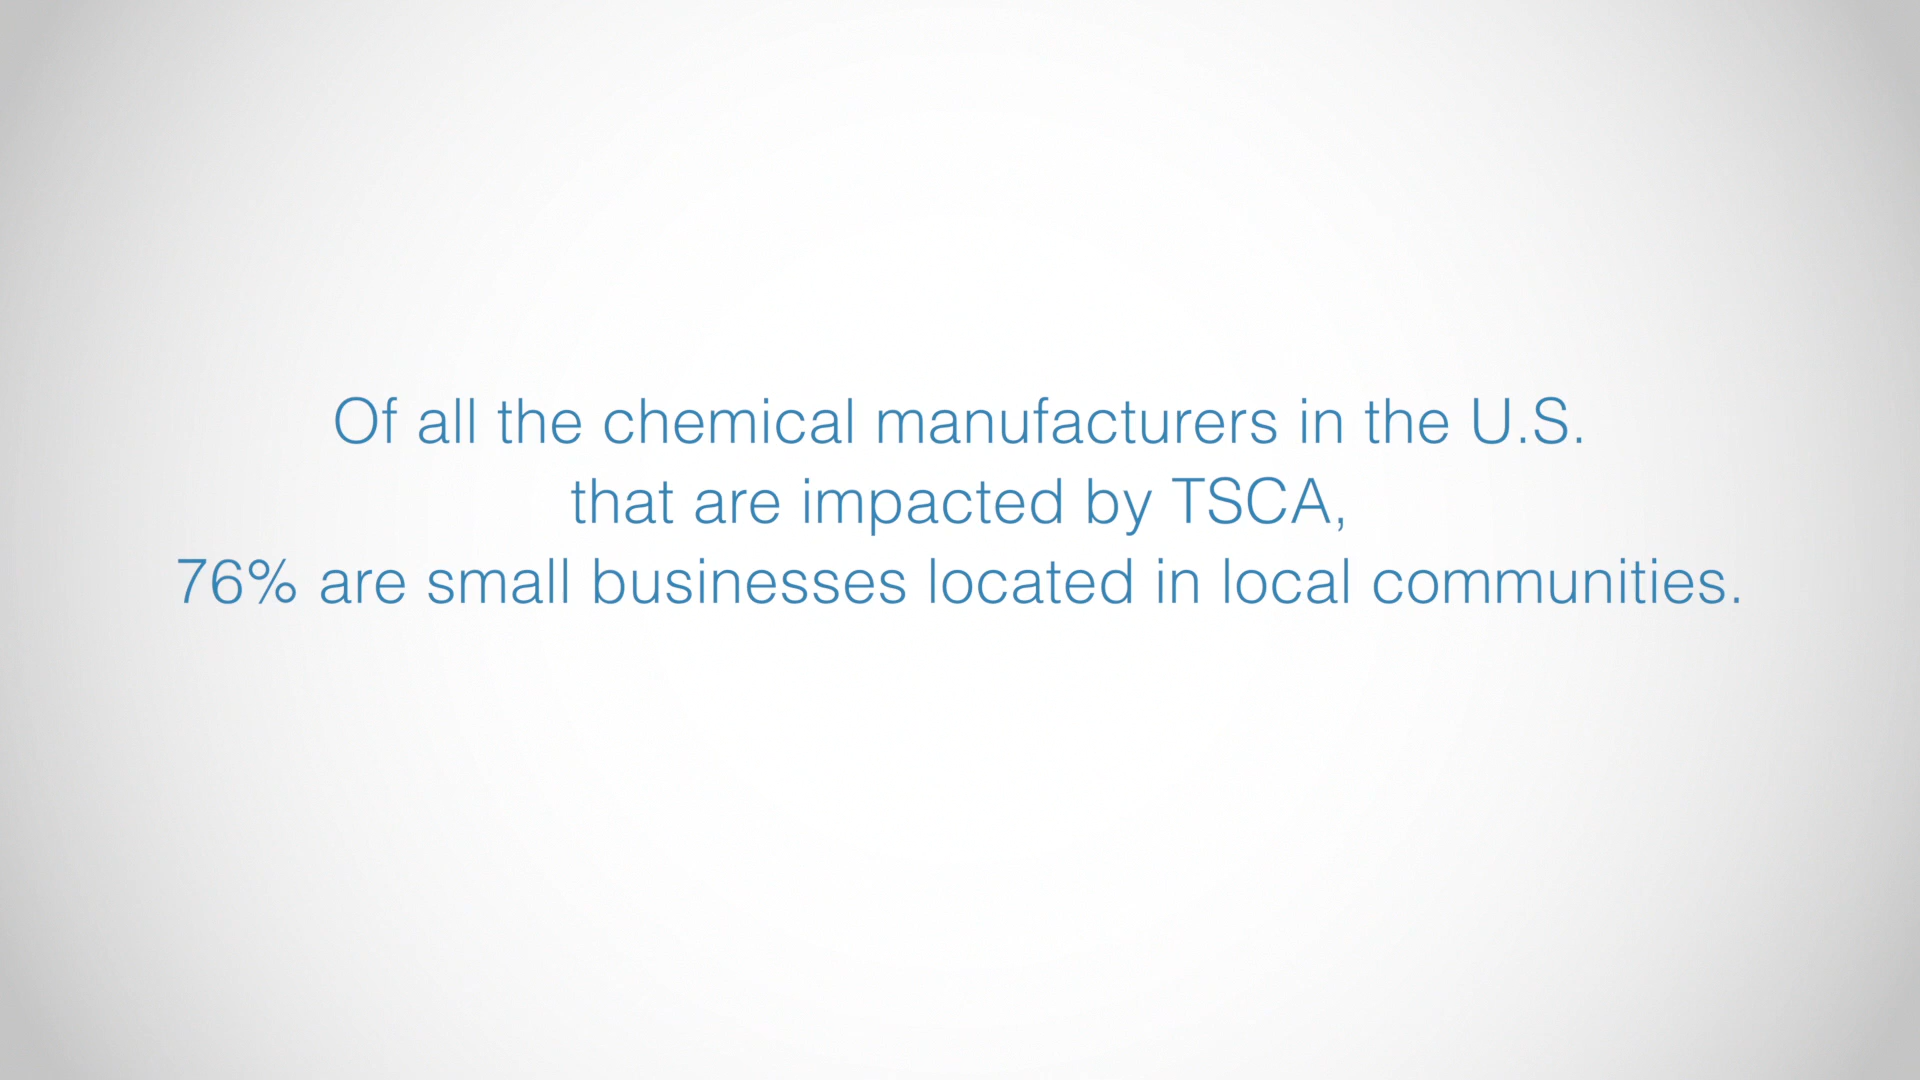 Of all the chemical manufacturers in the U.S.
that are impacted by TSCA,
76% are small businesses located in local communities.